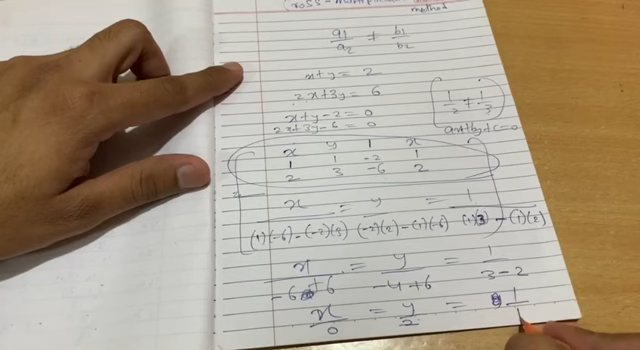 method
a1/a2 ≠ b1/b2
x+y = 2
2x+3y = 6
1/2 ≠ 1/3
x+y-2=0
2x+3y-6=0
ax+by+c=0
x y 1 x
1 1 -2 1
2 3 -6 2
x/((1)(-6)-(-2)(3)) = y/((-2)(2)-(1)(-6)) = 1/((1)(3)-(1)(2))
x/(-6+6) = y/(-4+6) = 1/(3-2)
x/0 = y/2 = 1/